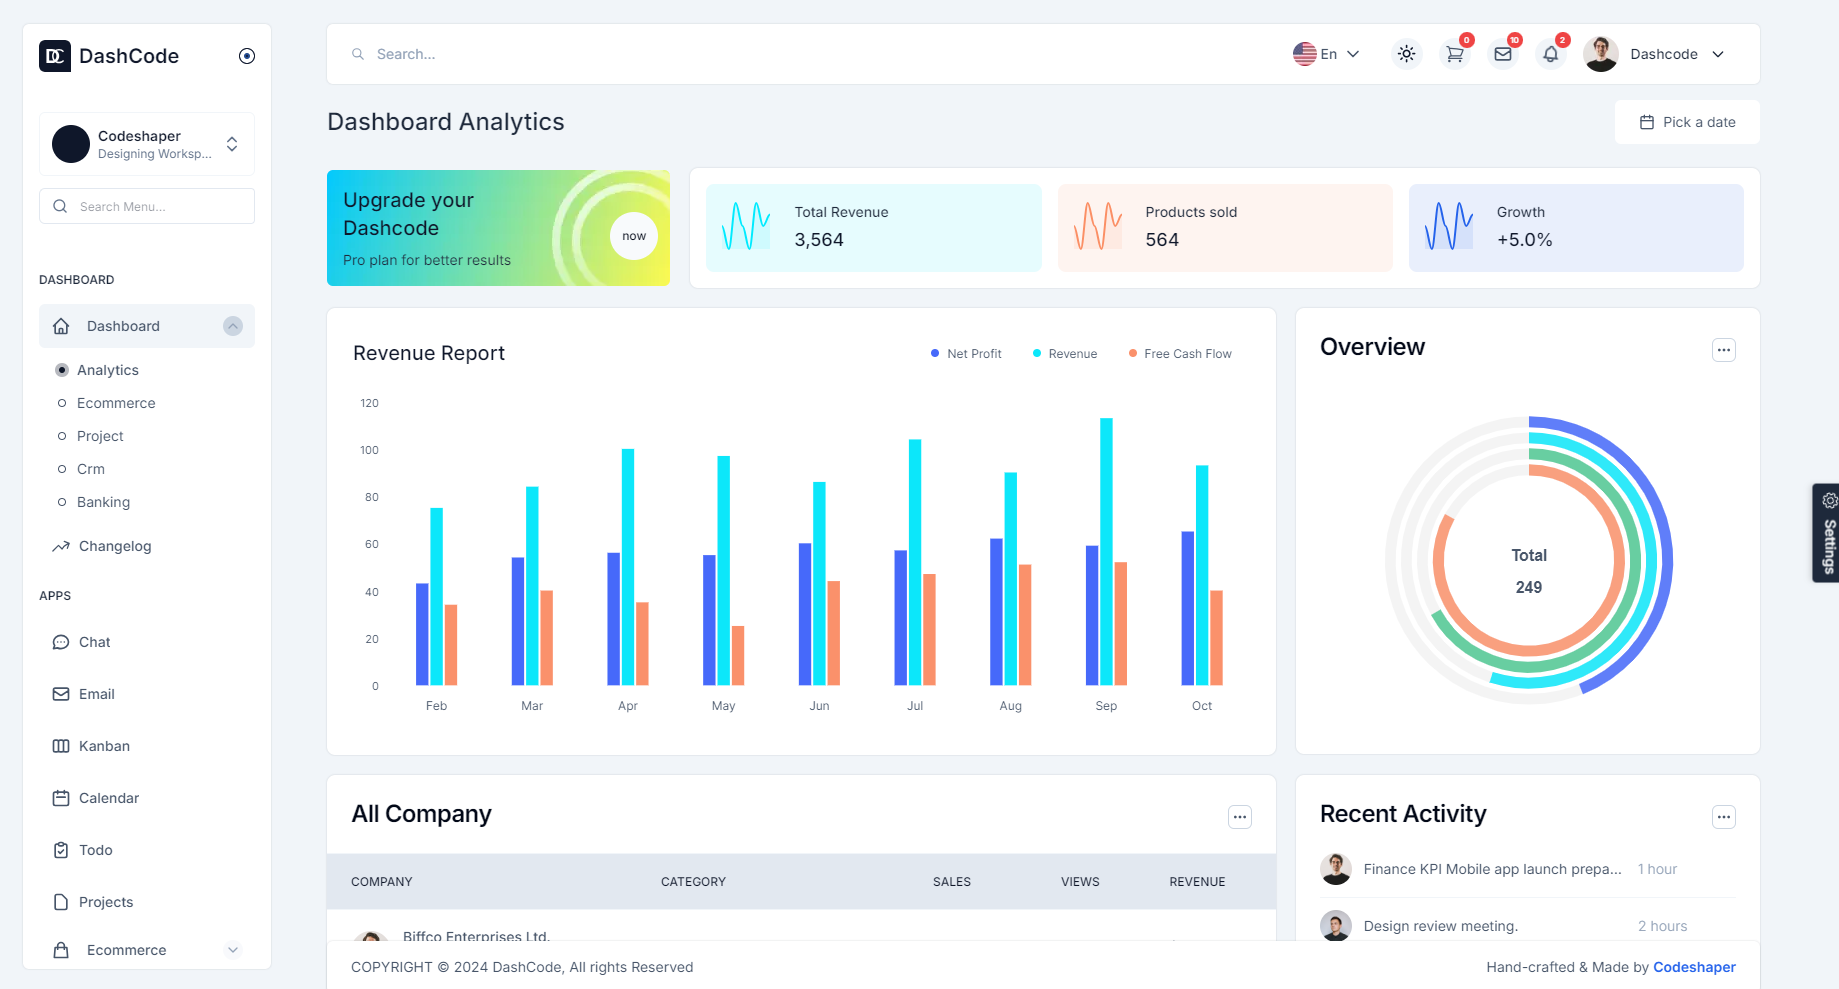 DC DashCode
Codeshaper
Designing Worksp...
Search Menu...
DASHBOARD
Dashboard
Analytics
Ecommerce
Project
Crm
Banking
Changelog
APPS
Chat
Email
Kanban
Calendar
Todo
Projects
Ecommerce
Search...
En
0
10
2
Dashcode
Dashboard Analytics
Pick a date
Upgrade your
Dashcode
Pro plan for better results
now
Total Revenue
3,564
Products sold
564
Growth
+5.0%
Revenue Report
Net Profit Revenue Free Cash Flow
120
100
80
60
40
20
0
Feb Mar Apr May Jun Jul Aug Sep Oct
Overview
Total
249
All Company
COMPANY CATEGORY SALES VIEWS REVENUE
Biffco Enterprises Ltd.
Recent Activity
Finance KPI Mobile app launch prepa... 1 hour
Design review meeting. 2 hours
COPYRIGHT © 2024 DashCode, All rights Reserved
Hand-crafted & Made by Codeshaper
Settings